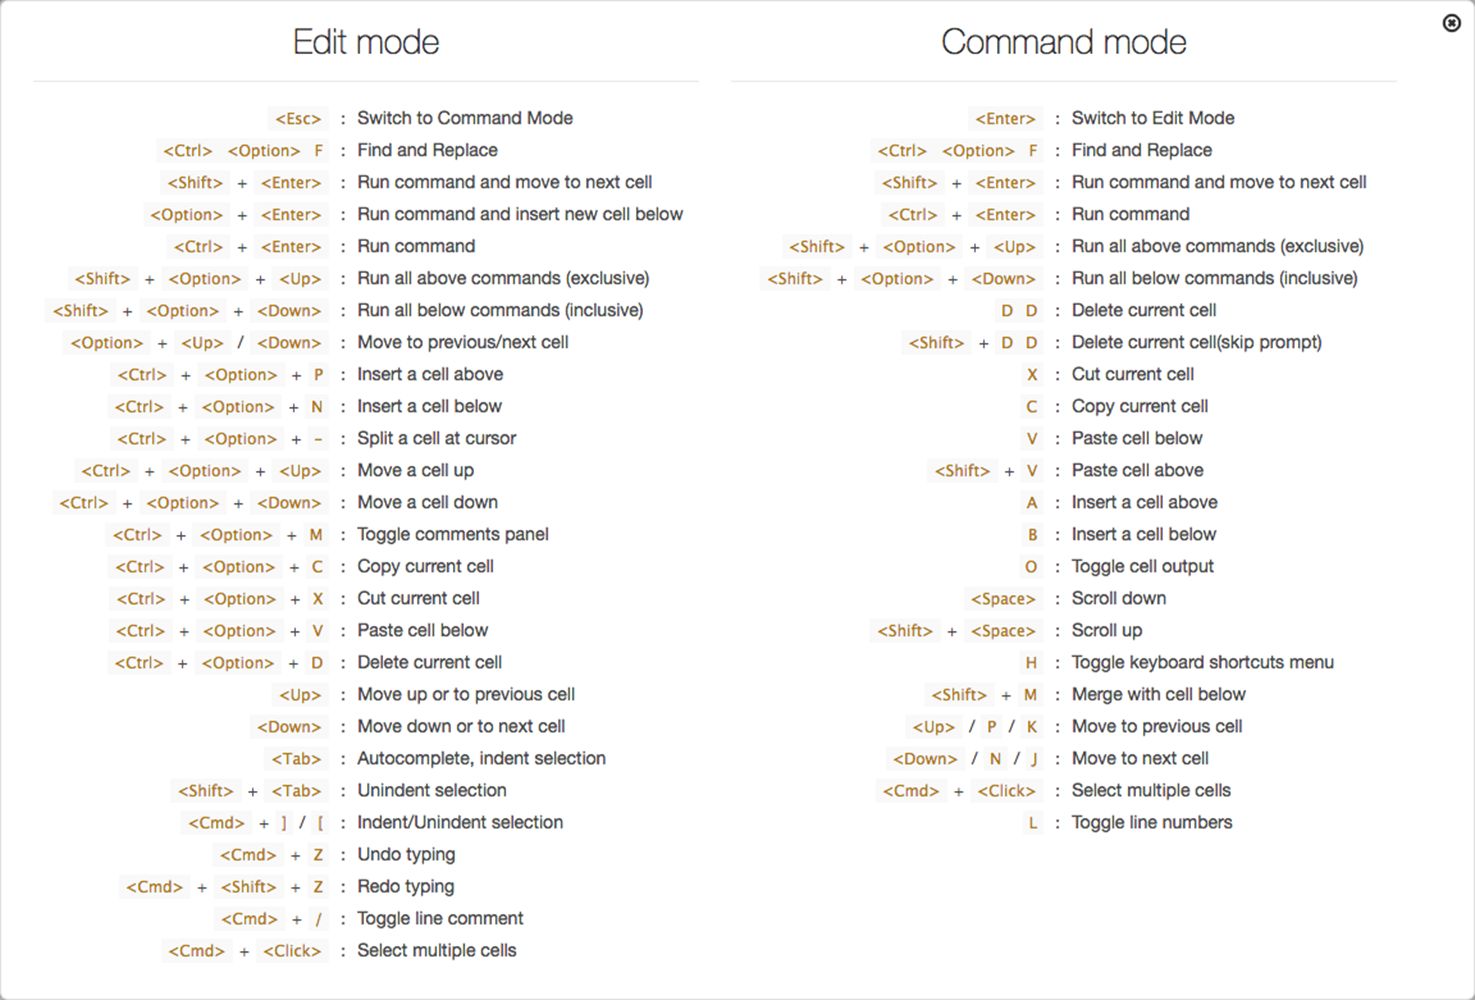 Edit mode
<Esc> : Switch to Command Mode
<Ctrl> <Option> F : Find and Replace
<Shift> + <Enter> : Run command and move to next cell
<Option> + <Enter> : Run command and insert new cell below
<Ctrl> + <Enter> : Run command
<Shift> + <Option> + <Up> : Run all above commands (exclusive)
<Shift> + <Option> + <Down> : Run all below commands (inclusive)
<Option> + <Up> / <Down> : Move to previous/next cell
<Ctrl> + <Option> + P : Insert a cell above
<Ctrl> + <Option> + N : Insert a cell below
<Ctrl> + <Option> + – : Split a cell at cursor
<Ctrl> + <Option> + <Up> : Move a cell up
<Ctrl> + <Option> + <Down> : Move a cell down
<Ctrl> + <Option> + M : Toggle comments panel
<Ctrl> + <Option> + C : Copy current cell
<Ctrl> + <Option> + X : Cut current cell
<Ctrl> + <Option> + V : Paste cell below
<Ctrl> + <Option> + D : Delete current cell
<Up> : Move up or to previous cell
<Down> : Move down or to next cell
<Tab> : Autocomplete, indent selection
<Shift> + <Tab> : Unindent selection
<Cmd> + ] / [ : Indent/Unindent selection
<Cmd> + Z : Undo typing
<Cmd> + <Shift> + Z : Redo typing
<Cmd> + / : Toggle line comment
<Cmd> + <Click> : Select multiple cells
Command mode
<Enter> : Switch to Edit Mode
<Ctrl> <Option> F : Find and Replace
<Shift> + <Enter> : Run command and move to next cell
<Ctrl> + <Enter> : Run command
<Shift> + <Option> + <Up> : Run all above commands (exclusive)
<Shift> + <Option> + <Down> : Run all below commands (inclusive)
D D : Delete current cell
<Shift> + D D : Delete current cell(skip prompt)
X : Cut current cell
C : Copy current cell
V : Paste cell below
<Shift> + V : Paste cell above
A : Insert a cell above
B : Insert a cell below
O : Toggle cell output
<Space> : Scroll down
<Shift> + <Space> : Scroll up
H : Toggle keyboard shortcuts menu
<Shift> + M : Merge with cell below
<Up> / P / K : Move to previous cell
<Down> / N / J : Move to next cell
<Cmd> + <Click> : Select multiple cells
L : Toggle line numbers